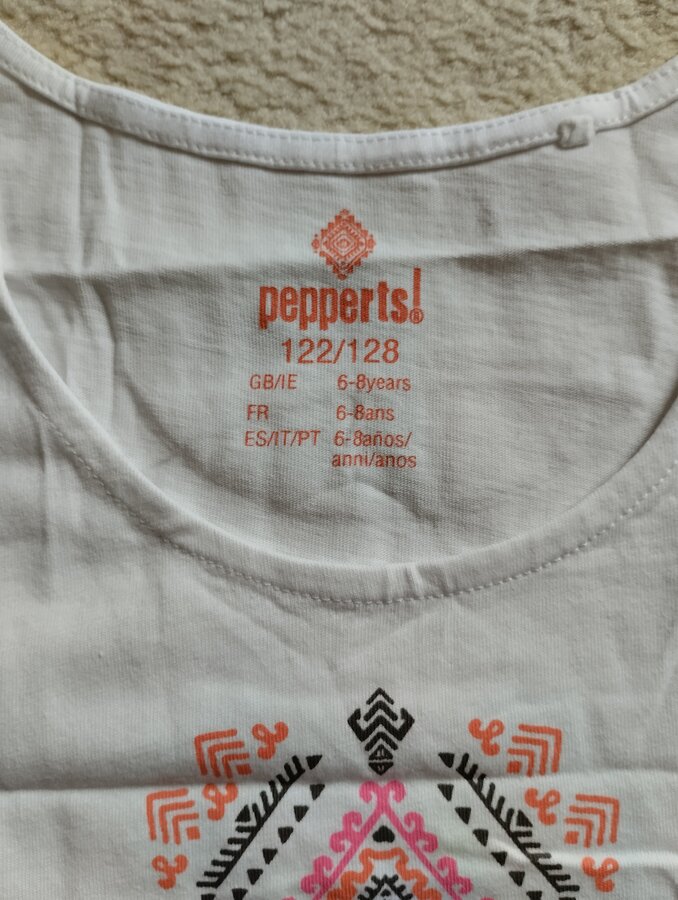 pepperts!®
122/128
GB/IE 6-8years
FR 6-8ans
ES/IT/PT 6-8años/
anni/anos